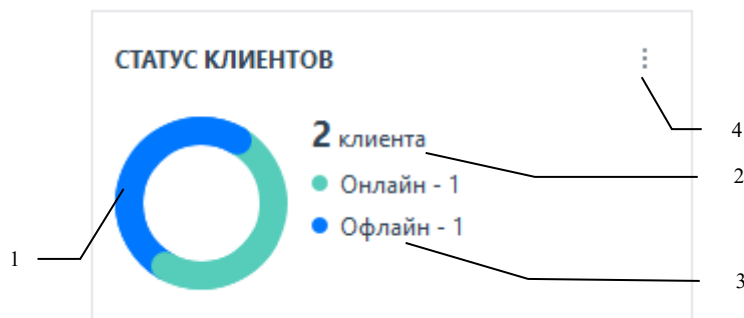 СТАТУС КЛИЕНТОВ
4
2 клиента
2
Онлайн - 1
Офлайн - 1
1
3